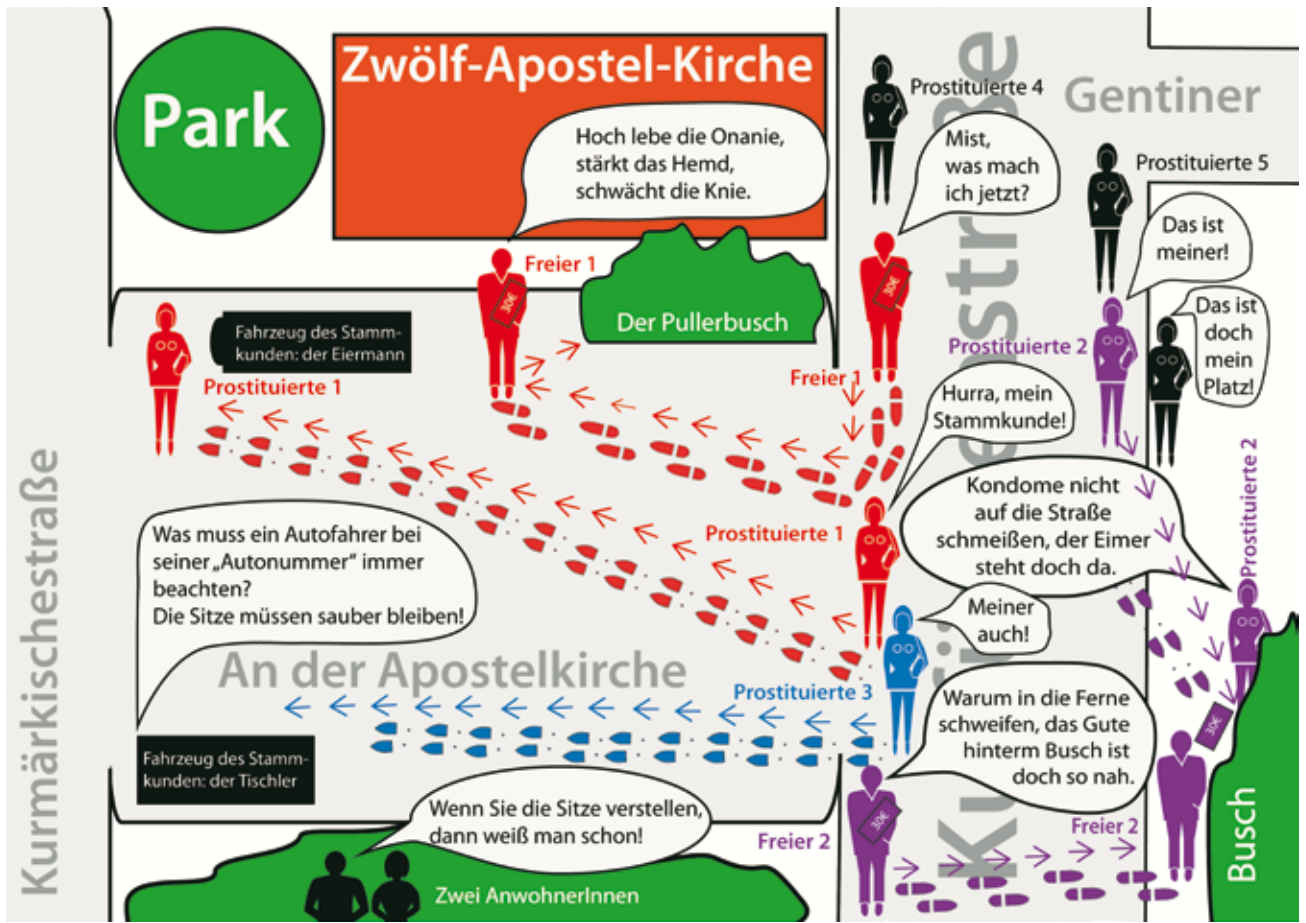 Park
Zwölf-Apostel-Kirche
Hoch lebe die Onanie,
stärkt das Hemd,
schwächt die Knie.
Freier 1
Der Pullerbusch
Prostituierte 4
Gentiner
Mist,
was mach
ich jetzt?
Prostituierte 5
Das ist
meiner!
Das ist
doch
mein
Platz!
30€
30€
Fahrzeug des Stamm-
kunden: der Eiermann
Prostituierte 1
Freier 1
Prostituierte 2
Hurra, mein
Stammkunde!
Prostituierte 2
Kondome nicht
auf die Straße
schmeißen, der Eimer
steht doch da.
Prostituierte 1
Was muss ein Autofahrer bei
seiner „Autonummer“ immer
beachten?
Die Sitze müssen sauber bleiben!
Meiner
auch!
An der Apostelkirche
Prostituierte 3
Warum in die Ferne
schweifen, das Gute
hinterm Busch ist
doch so nah.
30€
Fahrzeug des Stamm-
kunden: der Tischler
Wenn Sie die Sitze verstellen,
dann weiß man schon!
Freier 2
30€
Freier 2
Zwei AnwohnerInnen
Busch
Kurmärkischestraße